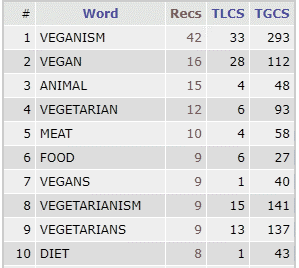 # Word Recs TLCS TGCS
1 VEGANISM 42 33 293
2 VEGAN 16 28 112
3 ANIMAL 15 4 48
4 VEGETARIAN 12 6 93
5 MEAT 10 4 58
6 FOOD 9 6 27
7 VEGANS 9 1 40
8 VEGETARIANISM 9 15 141
9 VEGETARIANS 9 13 137
10 DIET 8 1 43